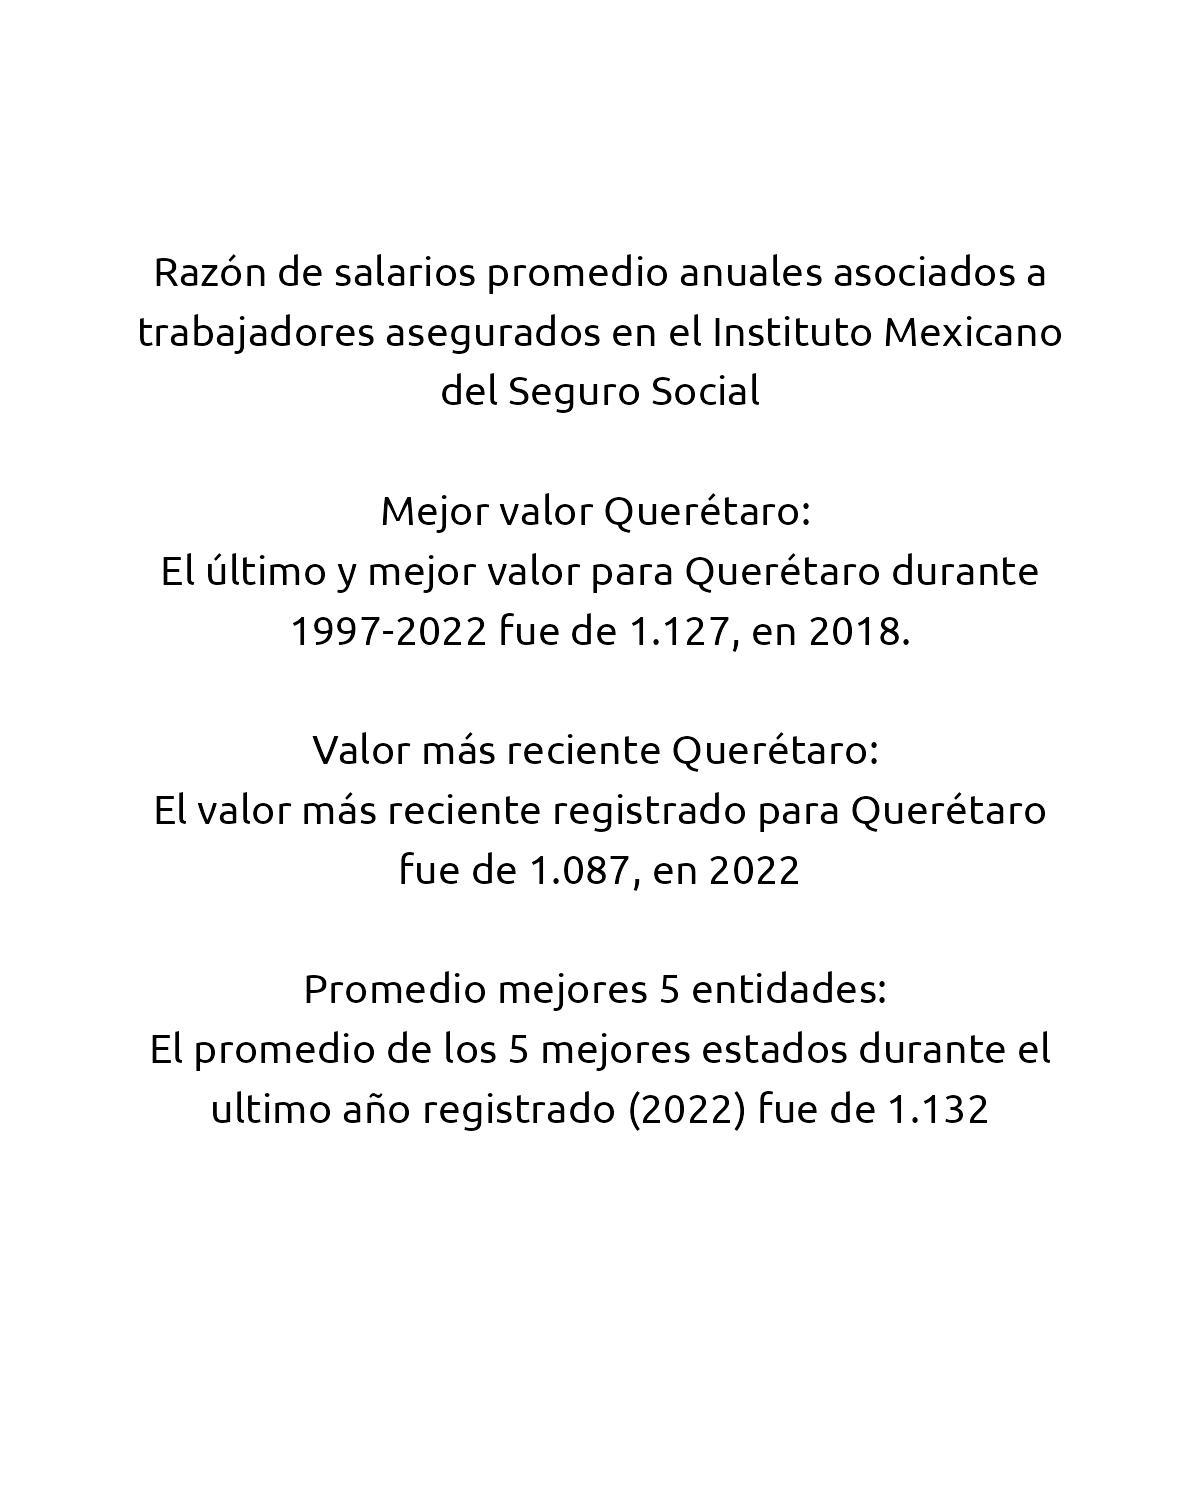 Razón de salarios promedio anuales asociados a
trabajadores asegurados en el Instituto Mexicano
del Seguro Social
Mejor valor Querétaro:
El último y mejor valor para Querétaro durante
1997-2022 fue de 1.127, en 2018.
Valor más reciente Querétaro:
El valor más reciente registrado para Querétaro
fue de 1.087, en 2022
Promedio mejores 5 entidades:
El promedio de los 5 mejores estados durante el
ultimo año registrado (2022) fue de 1.132